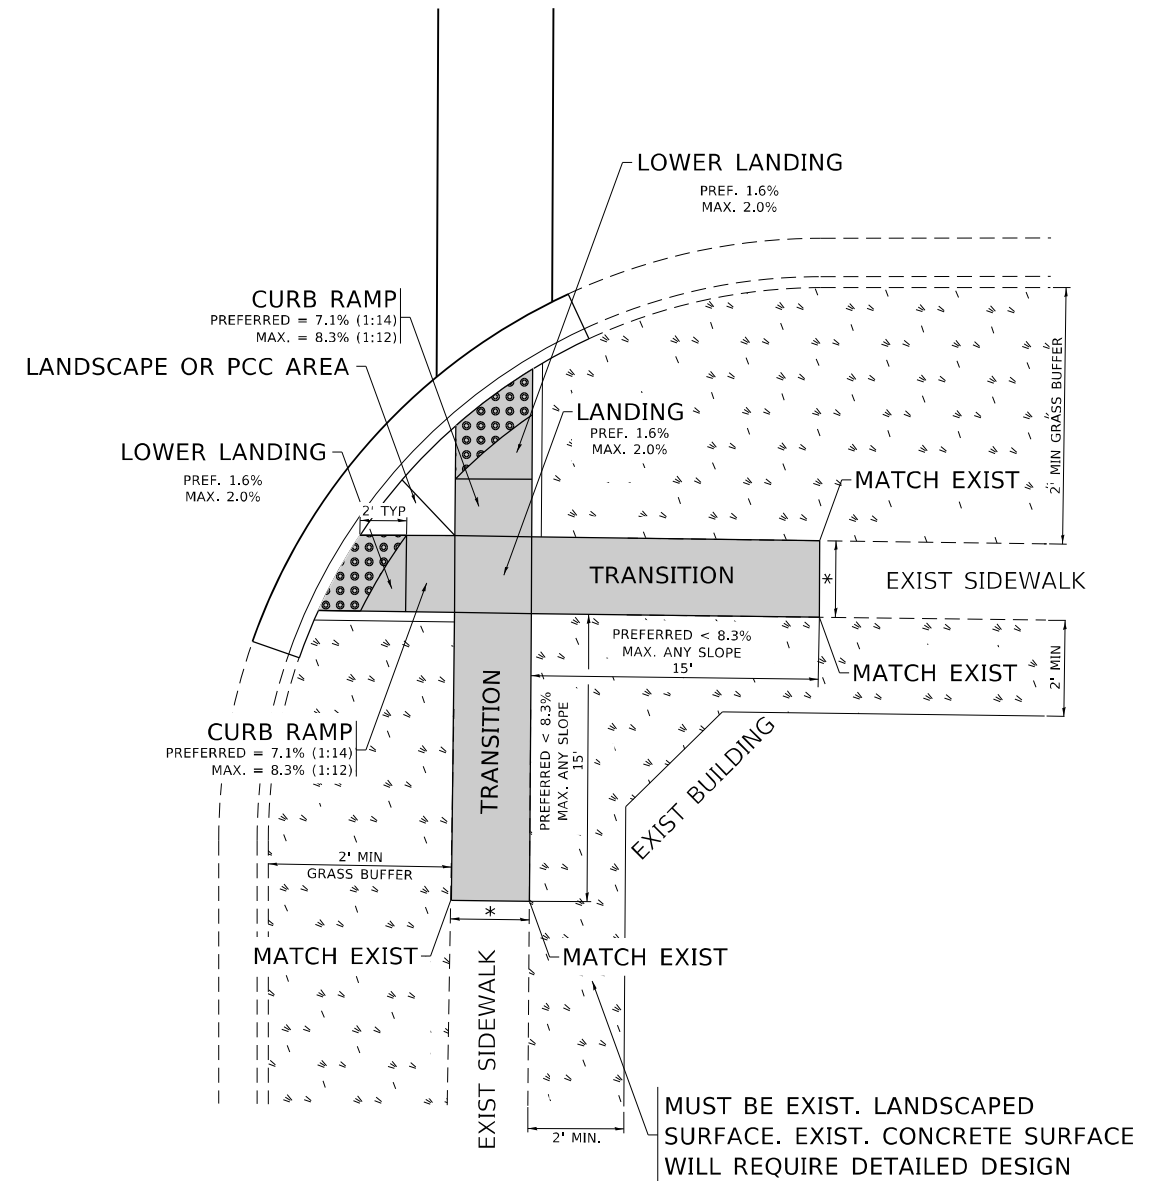 LOWER LANDING
PREF. 1.6%
MAX. 2.0%
CURB RAMP
PREFERRED = 7.1% (1:14)
MAX. = 8.3% (1:12)
LANDSCAPE OR PCC AREA
LANDING
PREF. 1.6%
MAX. 2.0%
LOWER LANDING
PREF. 1.6%
MAX. 2.0%
2' TYP
2' MIN GRASS BUFFER
MATCH EXIST
TRANSITION
*
EXIST SIDEWALK
PREFERRED < 8.3%
MAX. ANY SLOPE
15'
MATCH EXIST
2' MIN
TRANSITION
PREFERRED < 8.3%
MAX. ANY SLOPE
15'
CURB RAMP
PREFERRED = 7.1% (1:14)
MAX. = 8.3% (1:12)
EXIST BUILDING
2' MIN
GRASS BUFFER
*
MATCH EXIST
MATCH EXIST
EXIST SIDEWALK
2' MIN.
MUST BE EXIST. LANDSCAPED
SURFACE. EXIST. CONCRETE SURFACE
WILL REQUIRE DETAILED DESIGN